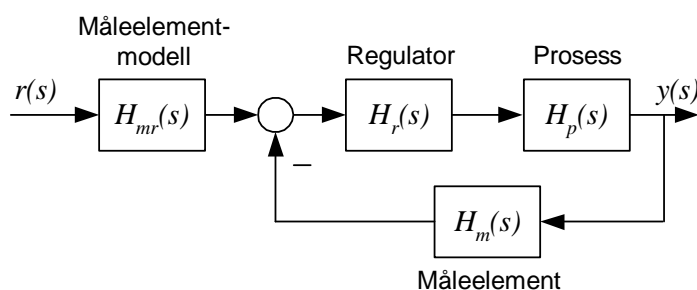 Måleelement-
modell
Regulator
Prosess
r(s)
H_mr(s)
H_r(s)
H_p(s)
y(s)
–
H_m(s)
Måleelement